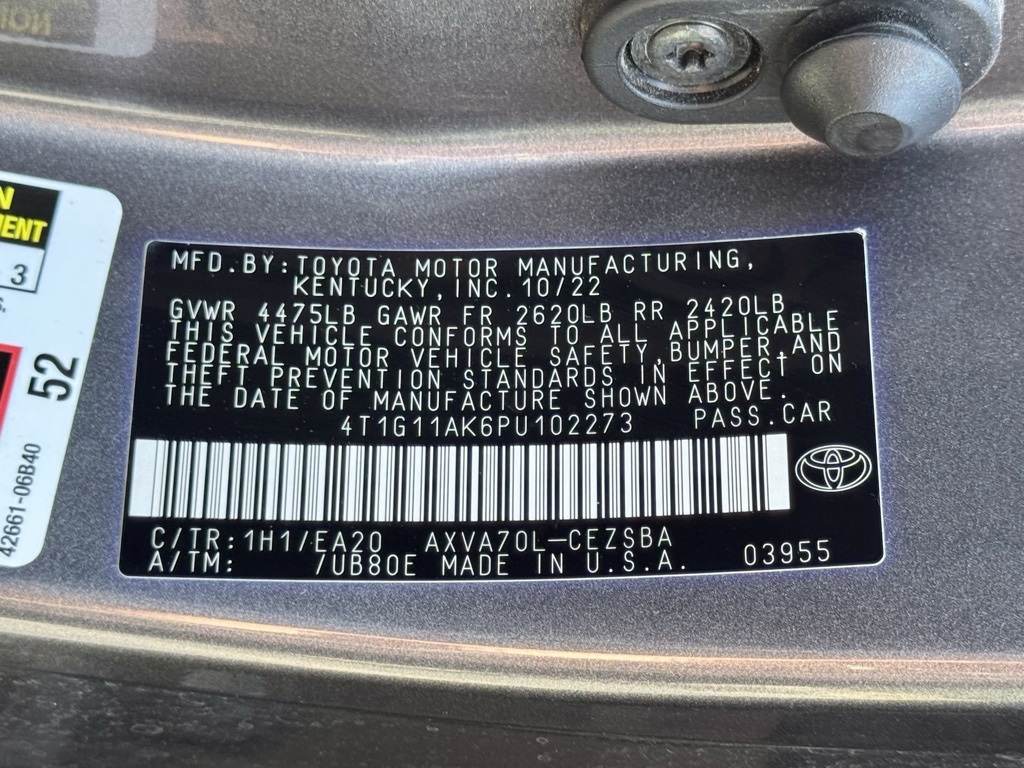 MFD.BY:TOYOTA MOTOR MANUFACTURING,
KENTUCKY,INC.10/22
GVWR 4475LB GAWR FR 2620LB RR 2420LB
THIS VEHICLE CONFORMS TO ALL APPLICABLE
FEDERAL MOTOR VEHICLE SAFETY,BUMPER,AND
THEFT PREVENTION STANDARDS IN EFFECT ON
THE DATE OF MANUFACTURE SHOWN ABOVE.
4T1G11AK6PU102273 PASS.CAR
C/TR:1H1/EA20 AXVA70L-CEZSBA
A/TM: /UB80E MADE IN U.S.A. 03955
3
52
42661-06B40